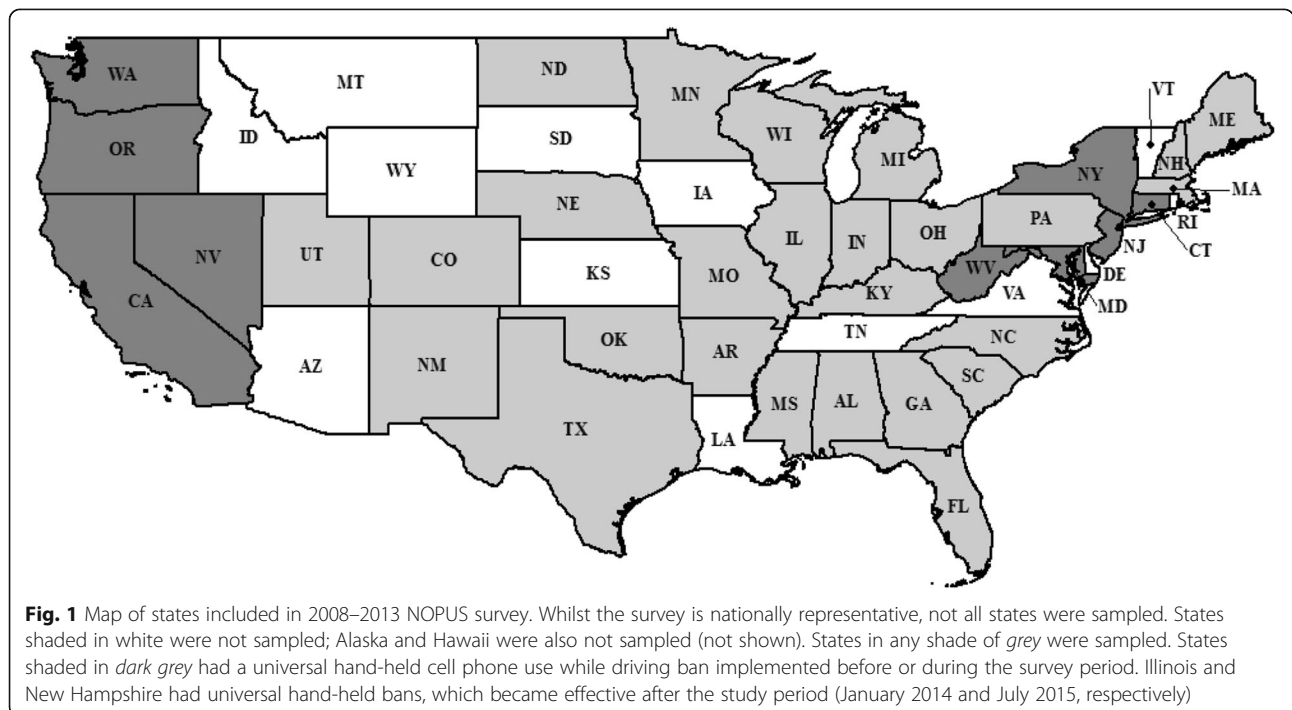 WA
MT
ND
MN
VT
ME
OR
ID
SD
WI
MI
NH
NY
WY
MA
IA
NE
PA
RI
NV
UT
CO
IL
IN
OH
NJ
CT
CA
KS
MO
WV
DE
KY
VA
MD
AZ
NM
OK
AR
TN
NC
SC
MS
AL
GA
TX
LA
FL
Fig. 1 Map of states included in 2008–2013 NOPUS survey. Whilst the survey is nationally representative, not all states were sampled. States
shaded in white were not sampled; Alaska and Hawaii were also not sampled (not shown). States in any shade of grey were sampled. States
shaded in dark grey had a universal hand-held cell phone use while driving ban implemented before or during the survey period. Illinois and
New Hampshire had universal hand-held bans, which became effective after the study period (January 2014 and July 2015, respectively)